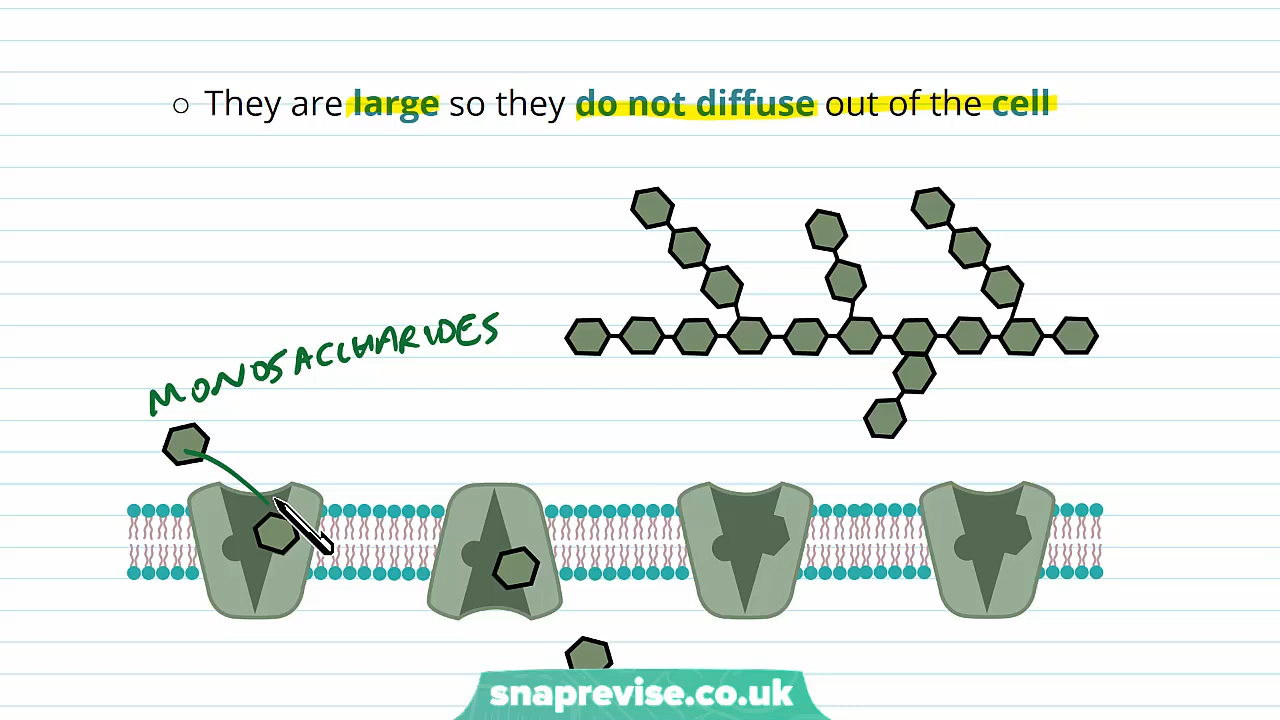 ○ They are large so they do not diffuse out of the cell
MONOSACCHARIDES
snaprevise.co.uk